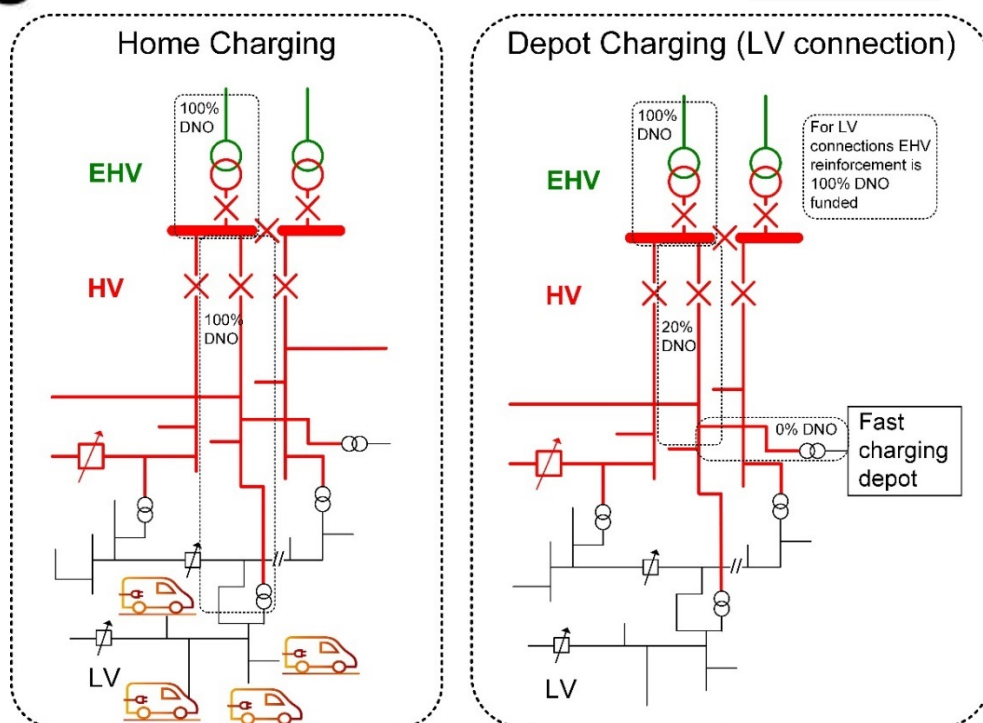 Home Charging
100%
DNO
EHV
HV
100%
DNO
LV
Depot Charging (LV connection)
100%
DNO
For LV
connections EHV
reinforcement is
100% DNO
funded
EHV
HV
20%
DNO
0% DNO
Fast
charging
depot
LV